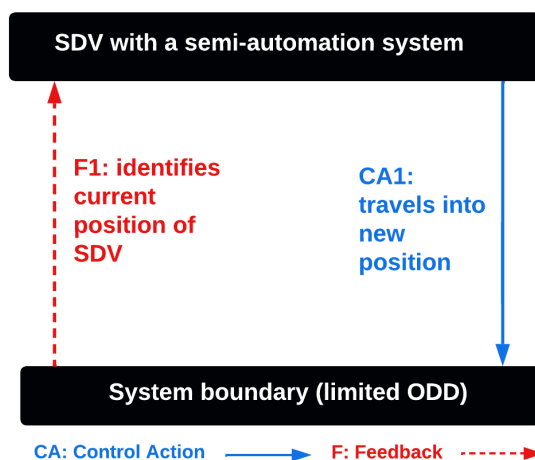 SDV with a semi-automation system
F1: identifies
current
position of
SDV
CA1:
travels into
new
position
System boundary (limited ODD)
CA: Control Action
F: Feedback